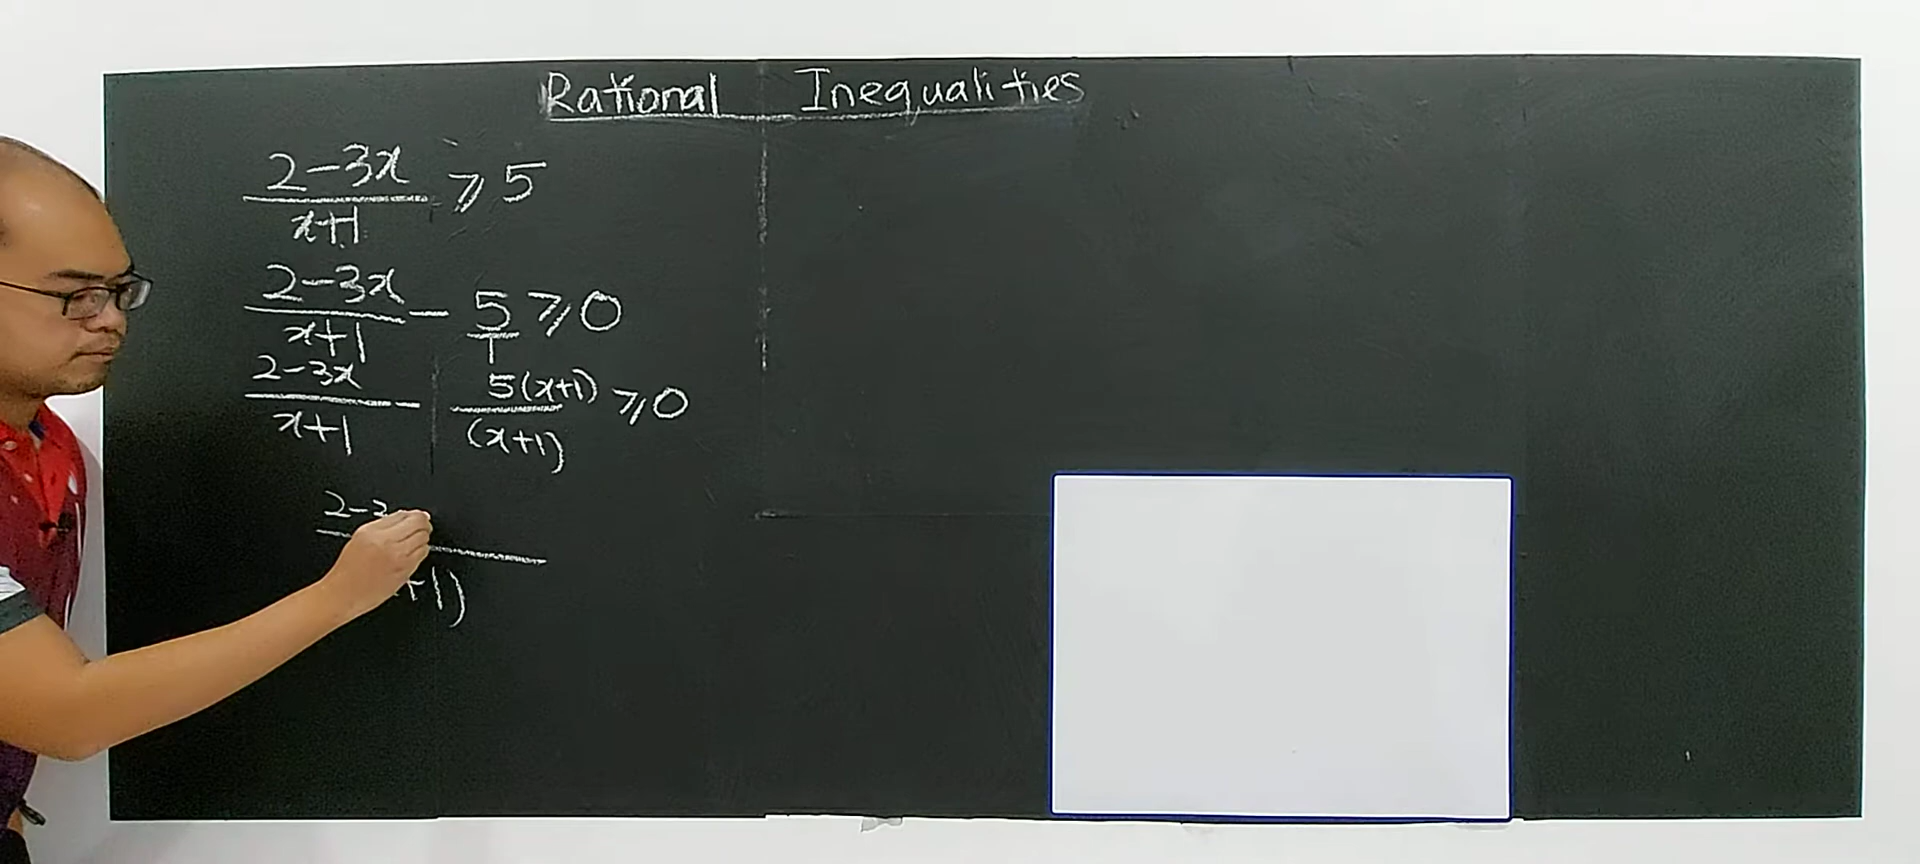 Rational Inequalities
2-3x
x+1
⩾ 5
2-3x
x+1
- 5
1
⩾ 0
2-3x
x+1
- 5(x+1)
(x+1)
⩾ 0
2-3
+1)